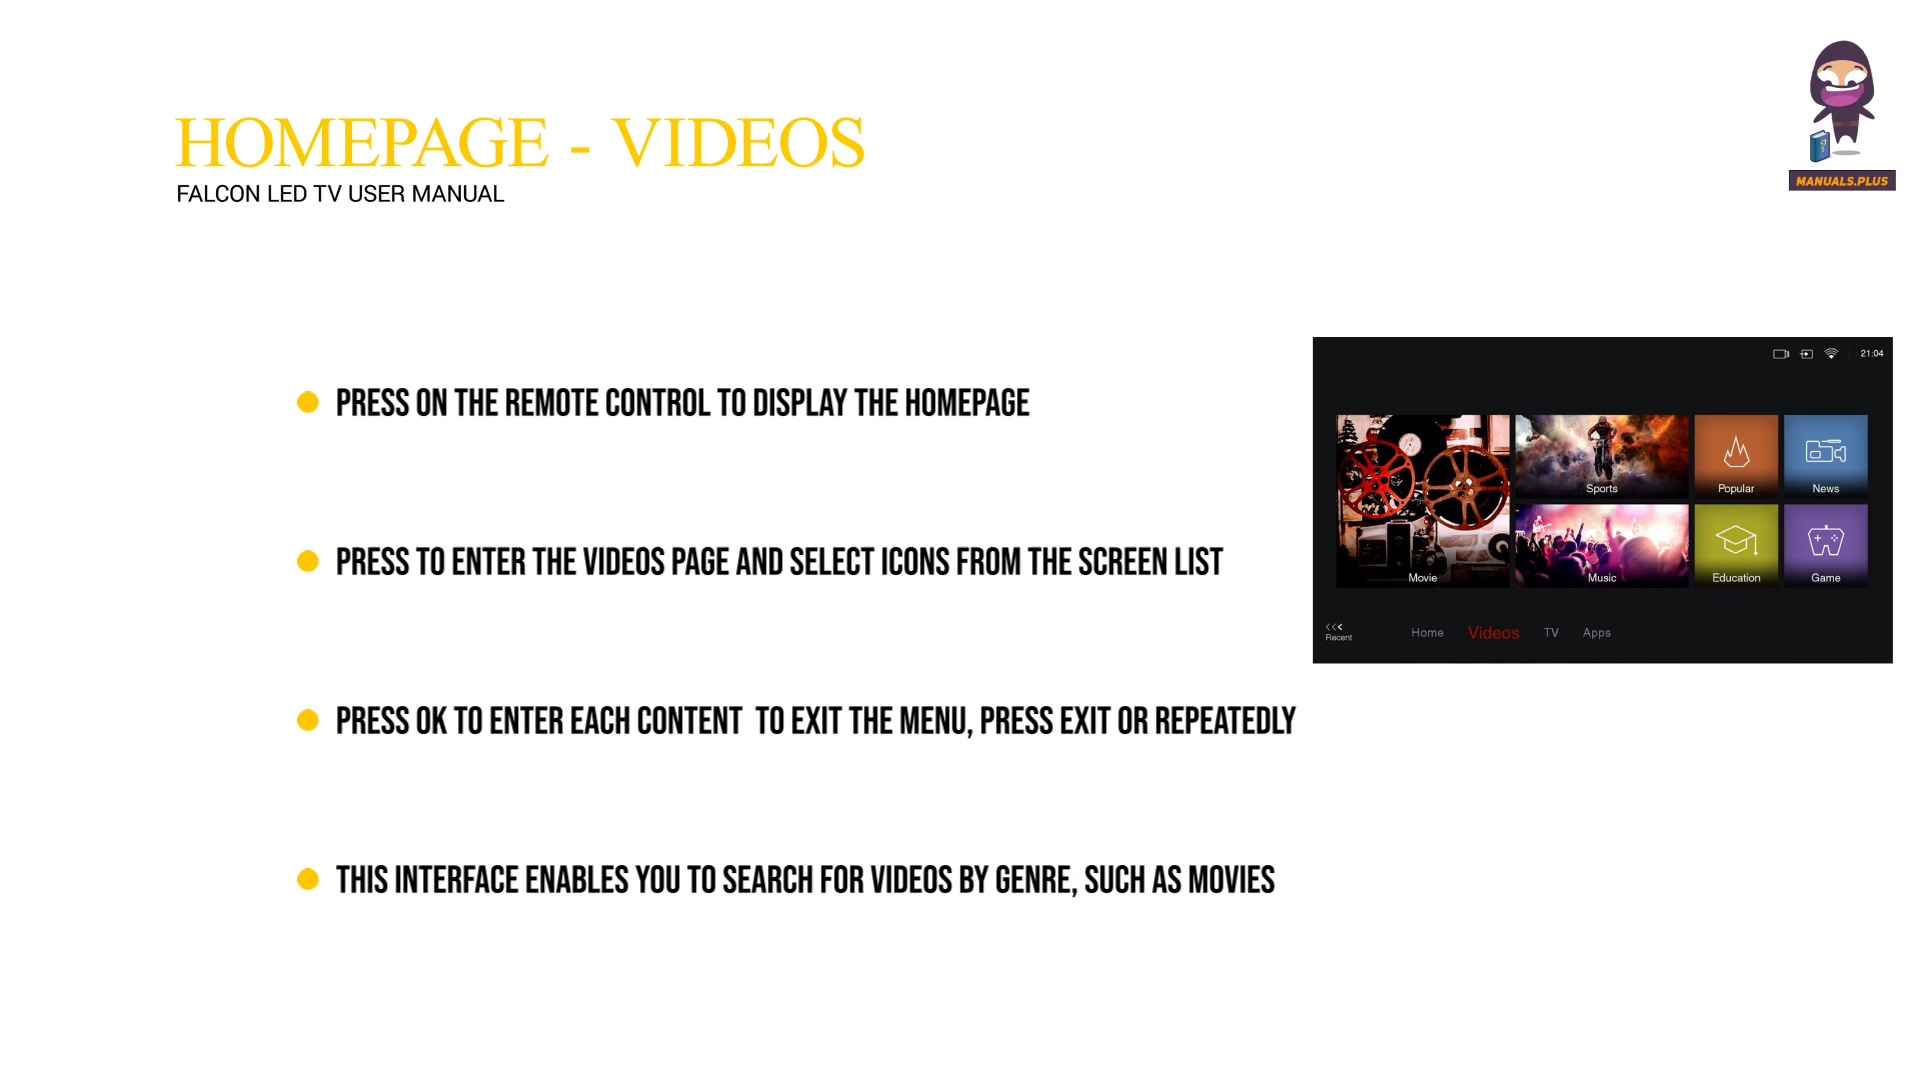 HOMEPAGE - VIDEOS
FALCON LED TV USER MANUAL
?
MANUALS.PLUS
PRESS ON THE REMOTE CONTROL TO DISPLAY THE HOMEPAGE
PRESS TO ENTER THE VIDEOS PAGE AND SELECT ICONS FROM THE SCREEN LIST
PRESS OK TO ENTER EACH CONTENT  TO EXIT THE MENU, PRESS EXIT OR REPEATEDLY
THIS INTERFACE ENABLES YOU TO SEARCH FOR VIDEOS BY GENRE, SUCH AS MOVIES
21:04
Sports
Popular
News
Movie
Music
Education
Game
<<<
Recent
Home Videos TV Apps